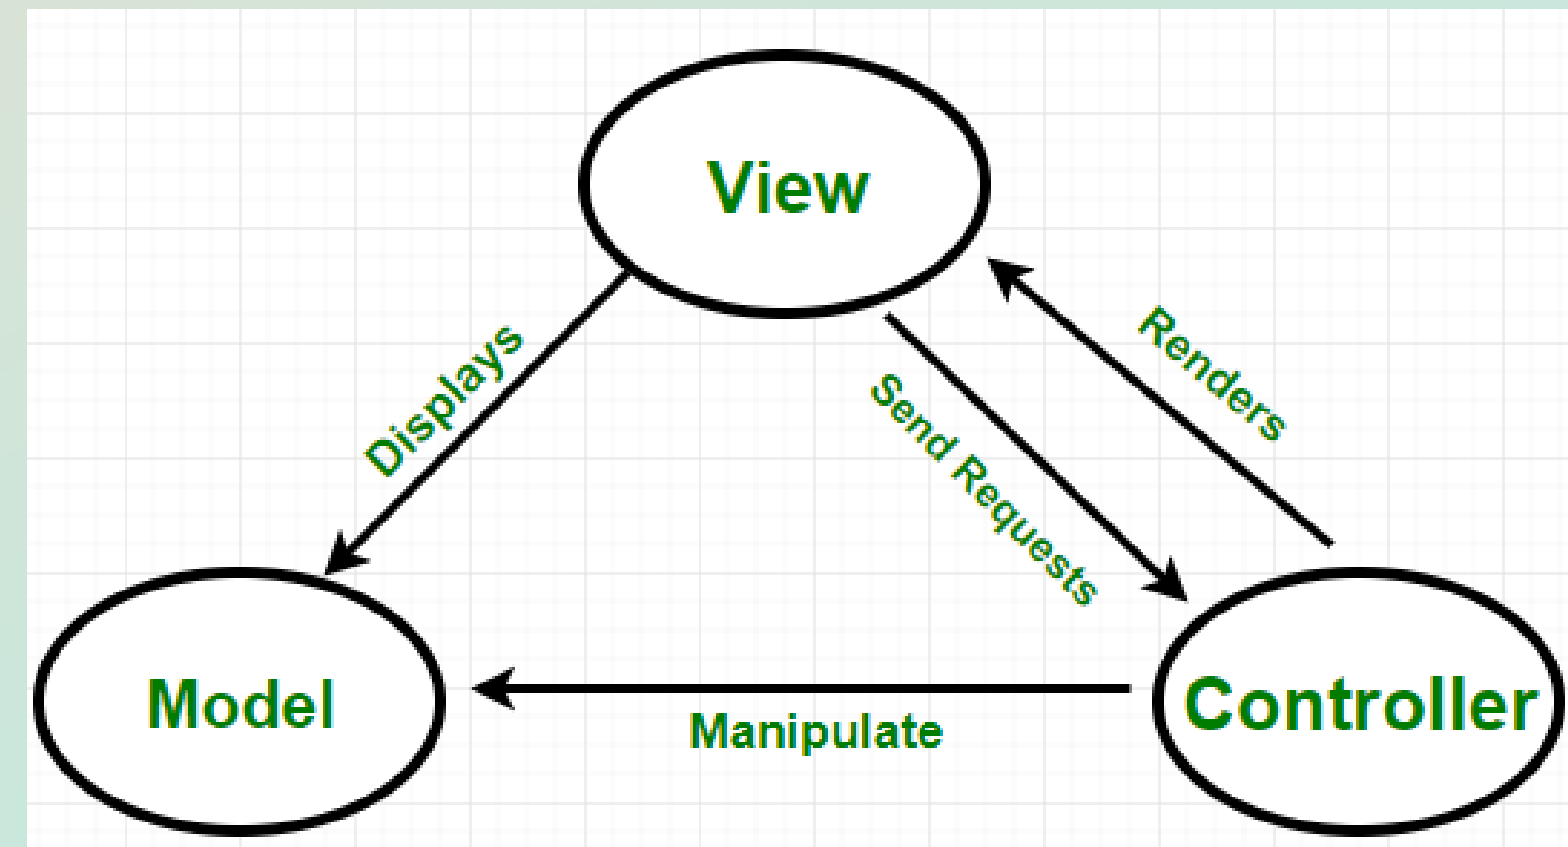 View
Displays
Send Requests
Renders
Model
Manipulate
Controller